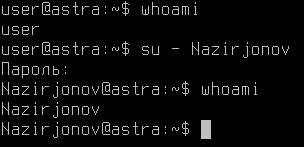 user@astra:~$ whoami
user
user@astra:~$ su - Nazirjonov
Пароль:
Nazirjonov@astra:~$ whoami
Nazirjonov
Nazirjonov@astra:~$